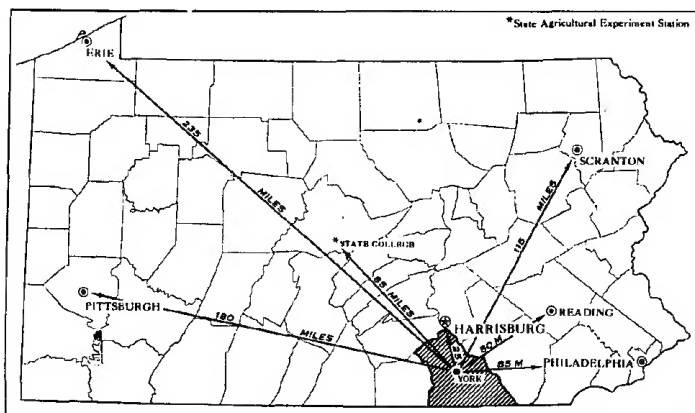 *State Agricultural Experiment Station
ERIE
235
MILES
SCRANTON
115
MILES
*STATE COLLEGE
85 MILES
PITTSBURGH
180
MILES
HARRISBURG
READING
50 M
PHILADELPHIA
85 M
YORK